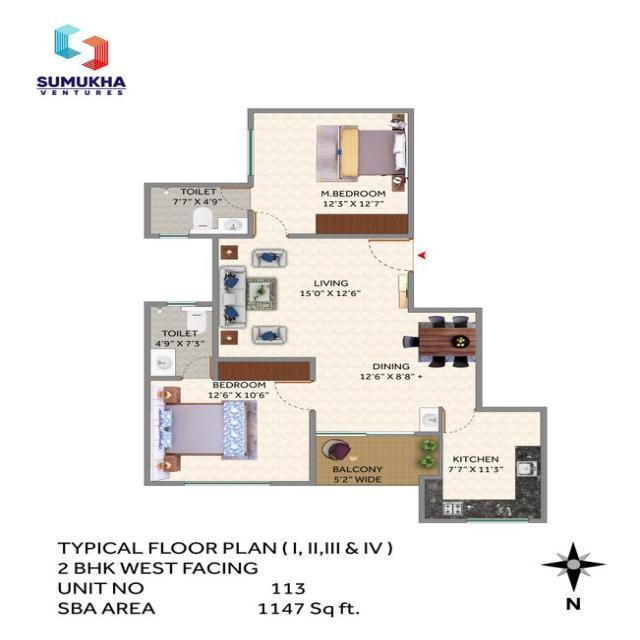 SUMUKHA
VENTURES
TOILET
7'7" X 4'9"
M.BEDROOM
12'3" X 12'7"
LIVING
15'0" X 12'6"
TOILET
4'9" X 7'3"
DINING
12'6" X 8'8" +
BEDROOM
12'6" X 10'6"
KITCHEN
7'7" X 11'3"
BALCONY
5'2" WIDE
TYPICAL FLOOR PLAN ( I, II,III & IV )
2 BHK WEST FACING
UNIT NO 113
SBA AREA 1147 Sq ft.
N